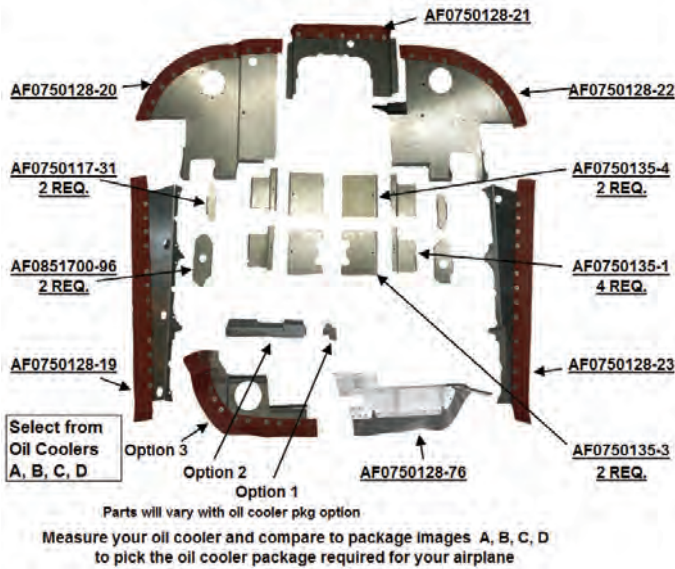 AF0750128-21
AF0750128-20
AF0750128-22
AF0750117-31
2 REQ.
AF0750135-4
2 REQ.
AF0851700-96
2 REQ.
AF0750135-1
4 REQ.
AF0750128-19
AF0750128-23
Select from
Oil Coolers
A, B, C, D
Option 3
Option 2
Option 1
AF0750128-76
AF0750135-3
2 REQ.
Parts will vary with oil cooler pkg option
Measure your oil cooler and compare to package images A, B, C, D
to pick the oil cooler package required for your airplane